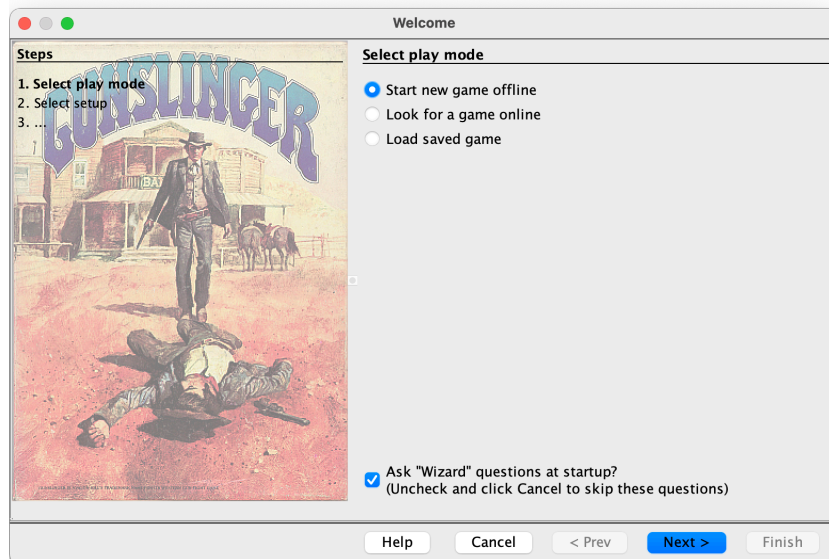 Welcome
Steps
1. Select play mode
2. Select setup
3. ...
GUNSLINGER
BA
Select play mode
Start new game offline
Look for a game online
Load saved game
Ask "Wizard" questions at startup?
(Uncheck and click Cancel to skip these questions)
Help
Cancel
< Prev
Next >
Finish